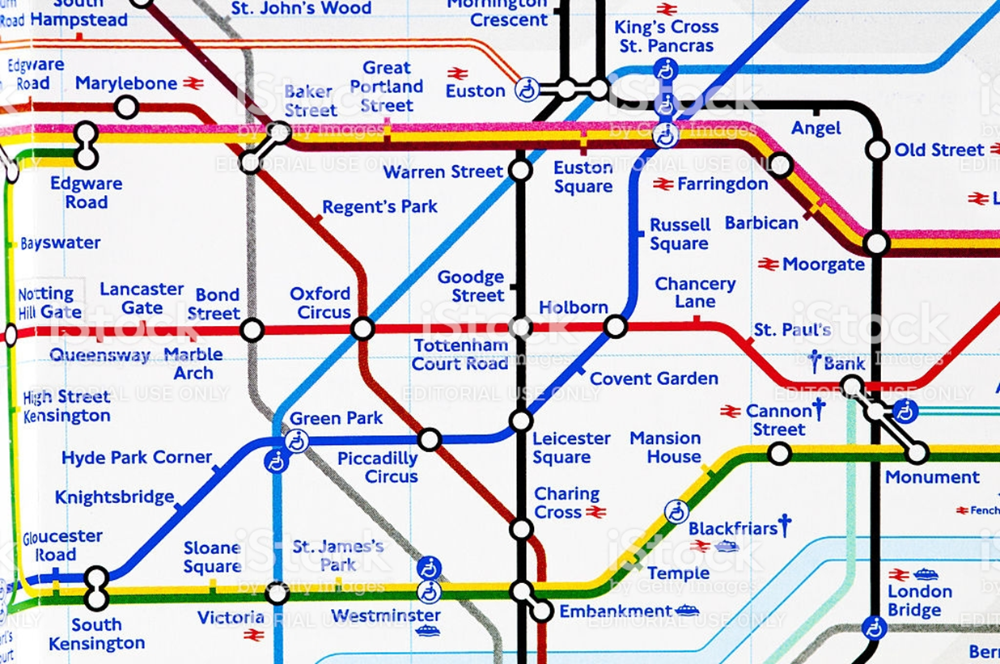 South
Hampstead
Road
St. John's Wood
Mornington
Crescent
King's Cross
St. Pancras
Edgware
Road
Marylebone
Baker
Street
Great
Portland
Street
Euston
Angel
Old Street
Edgware
Road
Warren Street
Euston
Square
Farringdon
Regent's Park
Russell
Square
Barbican
Bayswater
Moorgate
Notting
Hill Gate
Lancaster
Gate
Bond
Street
Oxford
Circus
Goodge
Street
Holborn
Chancery
Lane
Queensway
Marble
Arch
Tottenham
Court Road
St. Paul's
Bank
Covent Garden
High Street
Kensington
Green Park
Cannon
Street
Hyde Park Corner
Piccadilly
Circus
Leicester
Square
Mansion
House
Monument
Knightsbridge
Charing
Cross
Blackfriars
Gloucester
Road
Sloane
Square
St. James's
Park
Temple
London
Bridge
Victoria
Westminster
Embankment
South
Kensington
iStock
by Getty Images
EDITORIAL USE ONLY